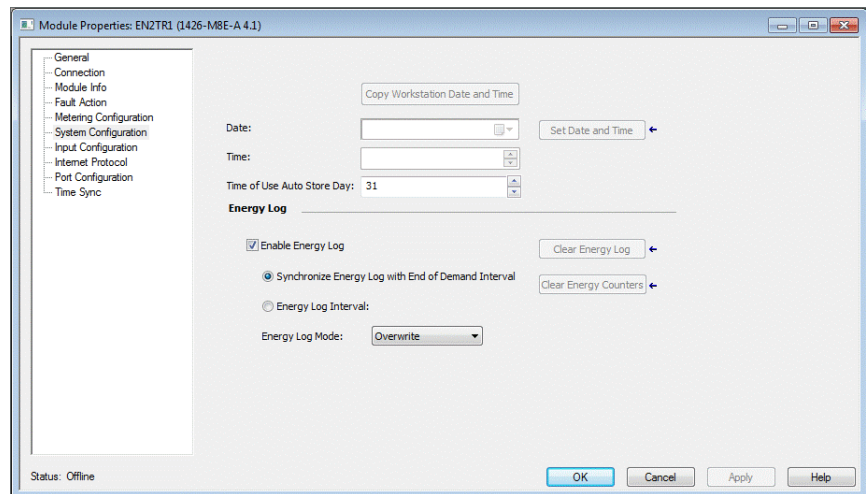 Module Properties: EN2TR1 (1426-M8E-A 4.1)
General
Connection
Module Info
Fault Action
Metering Configuration
System Configuration
Input Configuration
Internet Protocol
Port Configuration
Time Sync
Copy Workstation Date and Time
Date:
Set Date and Time
Time:
Time of Use Auto Store Day: 31
Energy Log
Enable Energy Log
Clear Energy Log
Synchronize Energy Log with End of Demand Interval
Clear Energy Counters
Energy Log Interval:
Energy Log Mode: Overwrite
Status: Offline
OK Cancel Apply Help